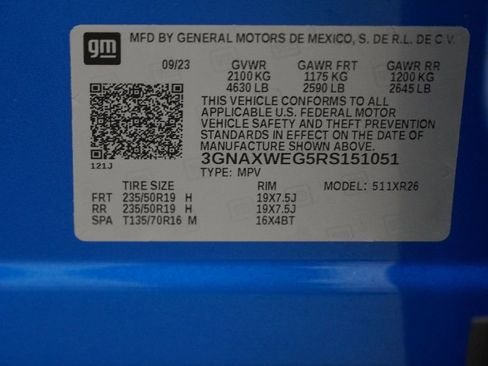 gm
MFD BY GENERAL MOTORS DE MEXICO, S. DE R.L. DE C.V.
09/23 GVWR GAWR FRT GAWR RR
2100 KG 1175 KG 1200 KG
4630 LB 2590 LB 2645 LB
THIS VEHICLE CONFORMS TO ALL
APPLICABLE U.S. FEDERAL MOTOR
VEHICLE SAFETY AND THEFT PREVENTION
STANDARDS IN EFFECT ON THE DATE OF
MANUFACTURE SHOWN ABOVE.
3GNAXWEG5RS151051
121J
TYPE: MPV
TIRE SIZE RIM MODEL: 511XR26
FRT 235/50R19 H 19X7.5J
RR 235/50R19 H 19X7.5J
SPA T135/70R16 M 16X4BT